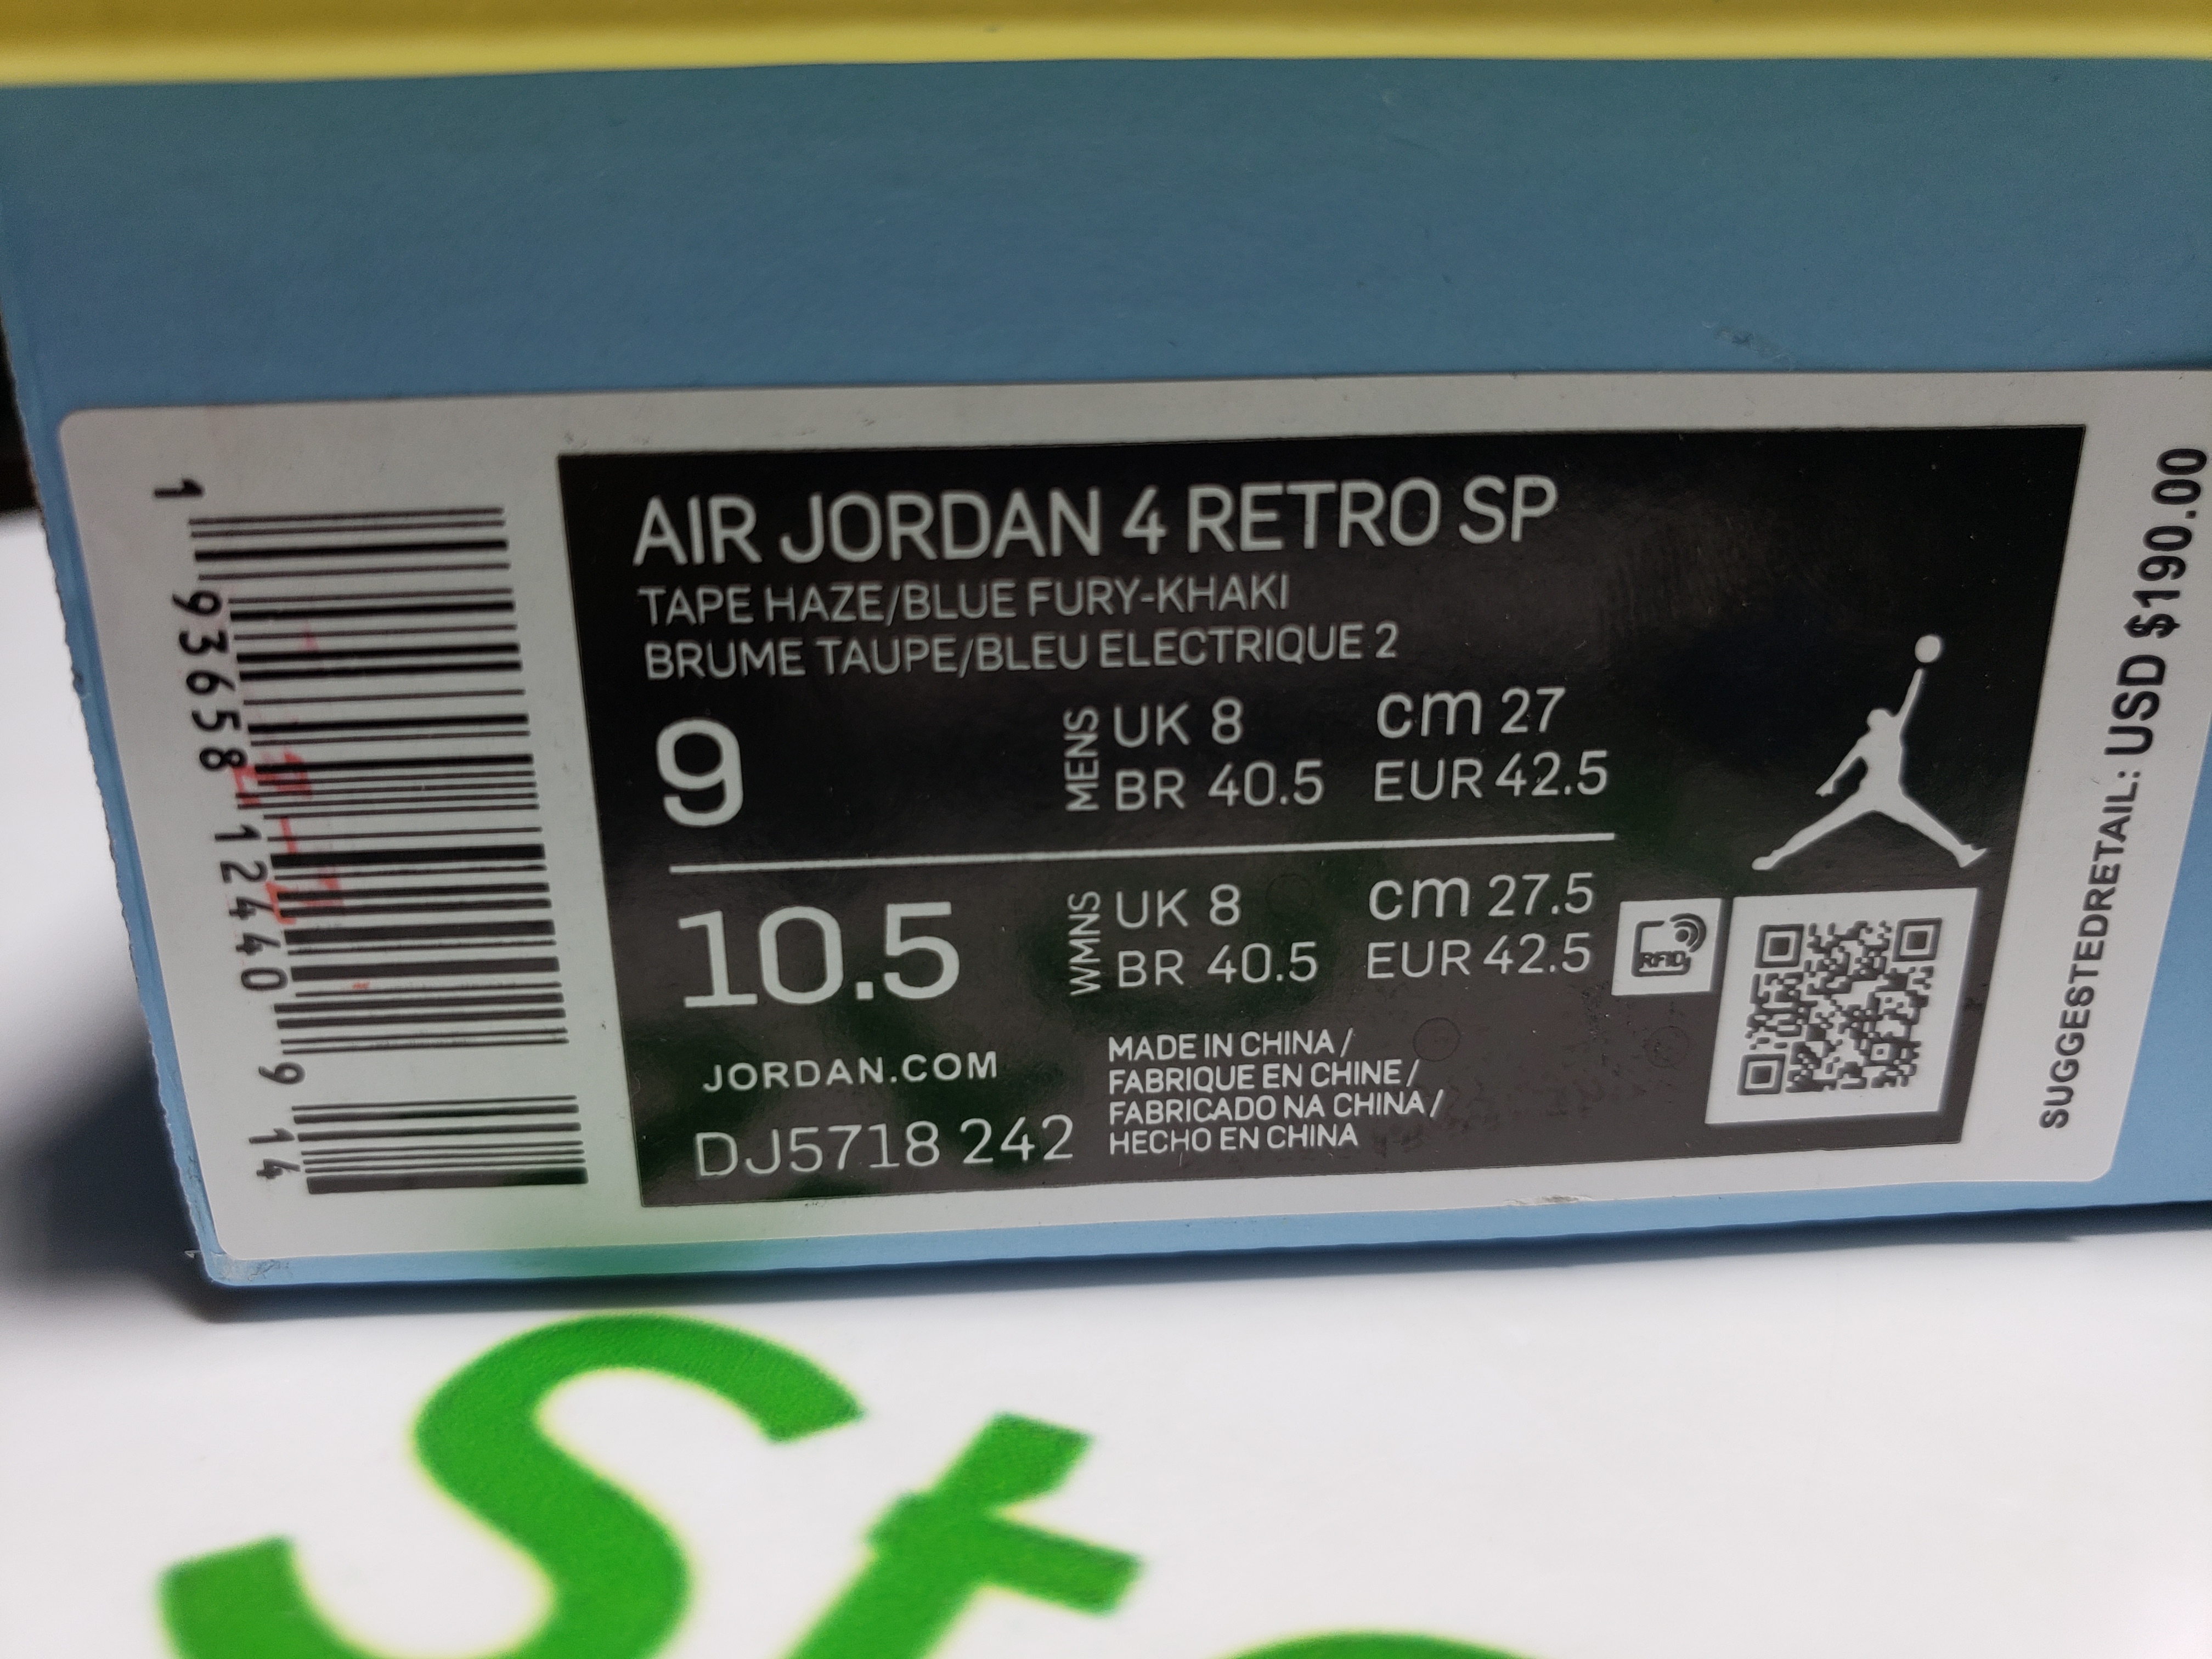 AIR JORDAN 4 RETRO SP
TAPE HAZE/BLUE FURY-KHAKI
BRUME TAUPE/BLEU ELECTRIQUE 2
9 MENS UK 8 cm 27
BR 40.5 EUR 42.5
10.5 WMNS UK 8 cm 27.5
BR 40.5 EUR 42.5
RFID
JORDAN.COM
DJ5718 242
MADE IN CHINA /
FABRIQUE EN CHINE /
FABRICADO NA CHINA /
HECHO EN CHINA
1 93658 12440 9 14
SUGGESTEDRETAIL: USD $190.00